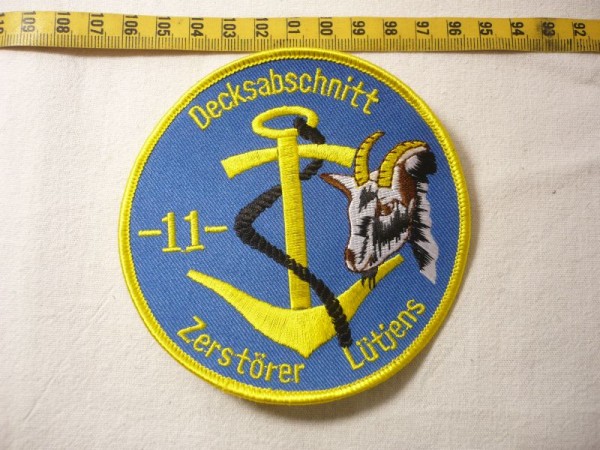 109 108 107 106 105 104 103 102 101 100 99 98 97 96 95 94 93 92
Decksabschnitt
-11-
Zerstörer Lütjens